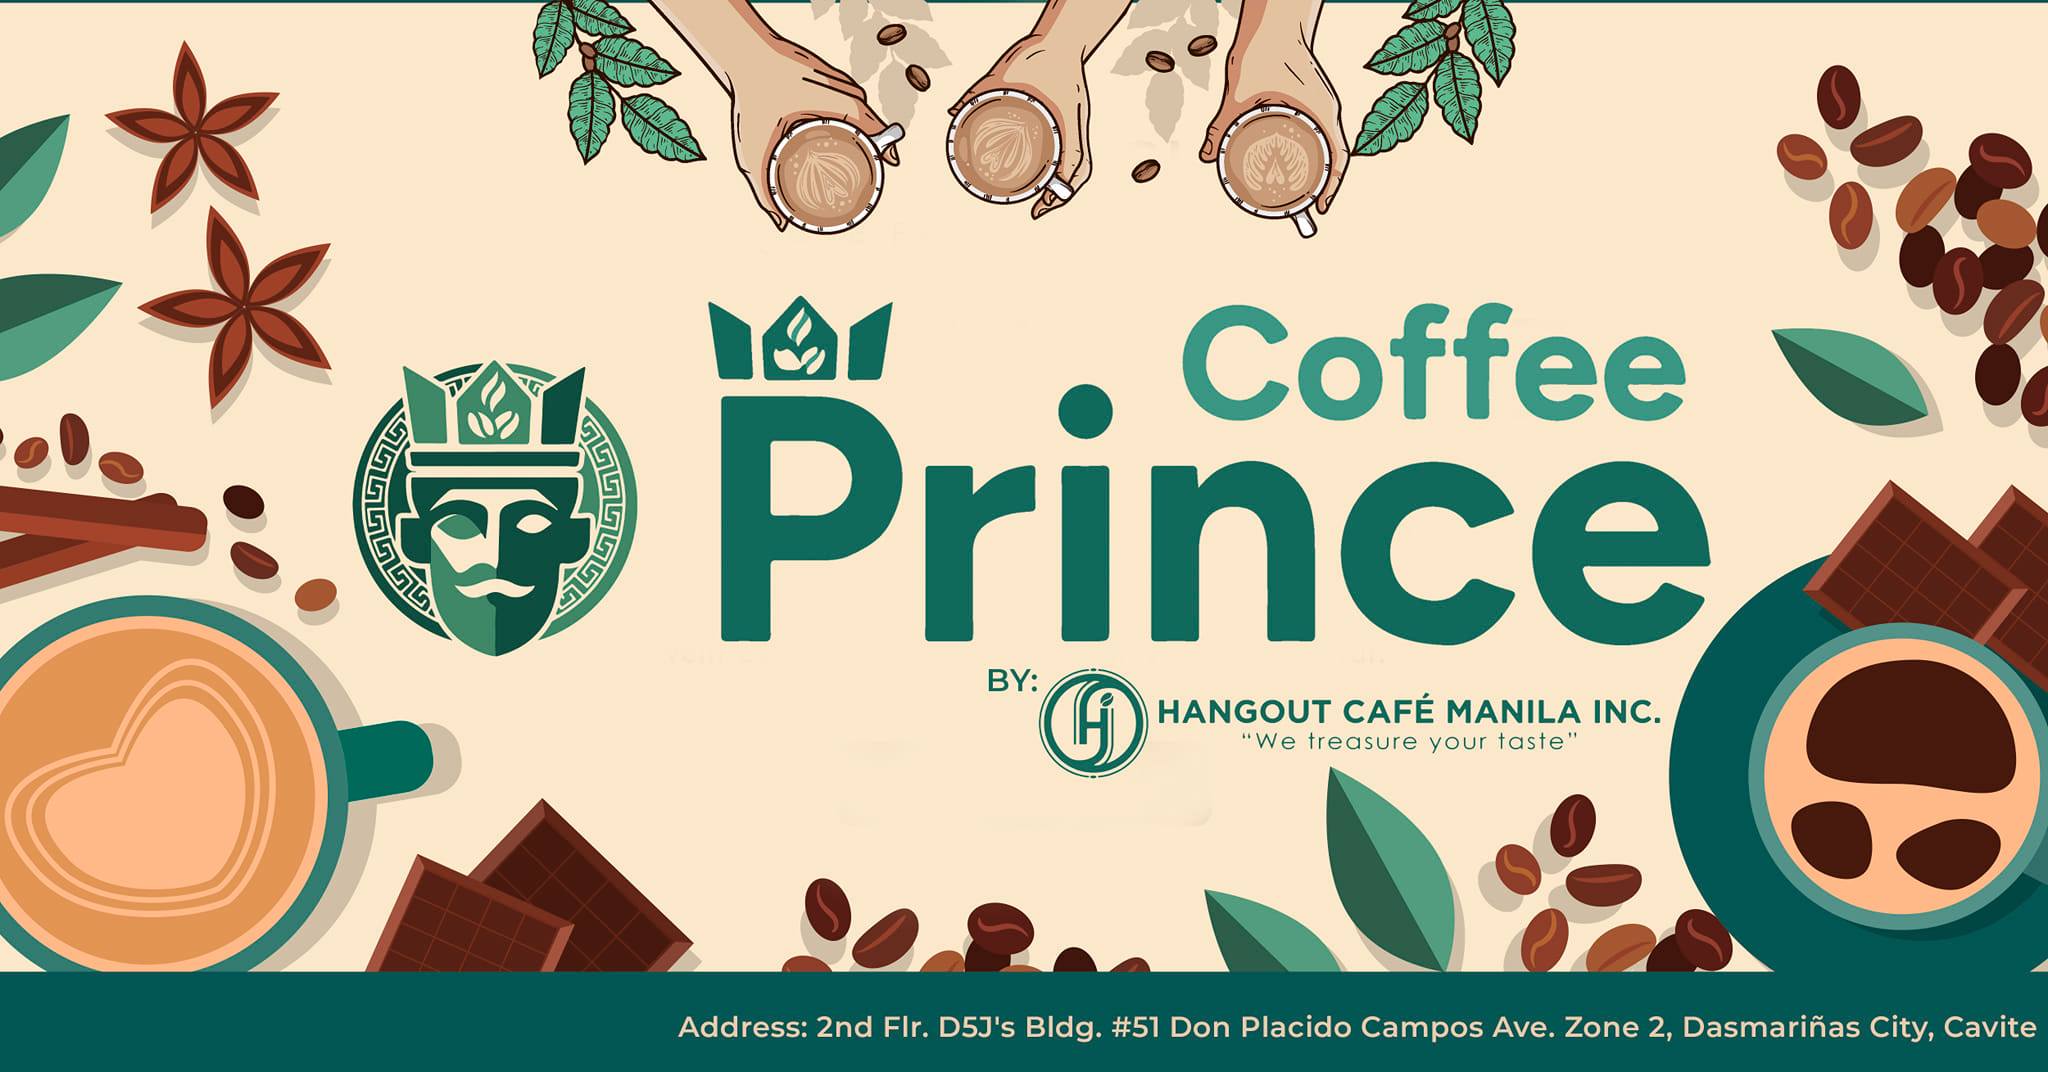 Coffee
Prince
BY:
HANGOUT CAFÉ MANILA INC.
“We treasure your taste”
Address: 2nd Flr. D5J's Bldg. #51 Don Placido Campos Ave. Zone 2, Dasmariñas City, Cavite